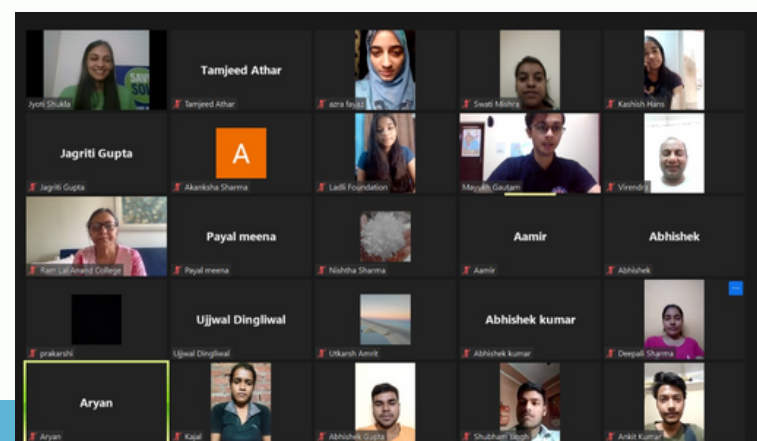 SAVE
SOIL
Jyoti Shukla
Tamjeed Athar
Tamjeed Athar
azra fayaz
Swati Mishra
Kashish Hans
Jagriti Gupta
Jagriti Gupta
A
Akanksha Sharma
Ladli Foundation
Mayukh Gautam
Virendra
Ram Lal Anand College
Payal meena
Payal meena
Nishtha Sharma
Aamir
Aamir
Abhishek
Abhishek
prakarshi
Ujjwal Dingliwal
Ujjwal Dingliwal
Utkarsh Amrit
Abhishek kumar
Abhishek kumar
Deepali Sharma
Aryan
Aryan
Kajal
Abhishek Gupta
Shubham singh
Ankit Kumar